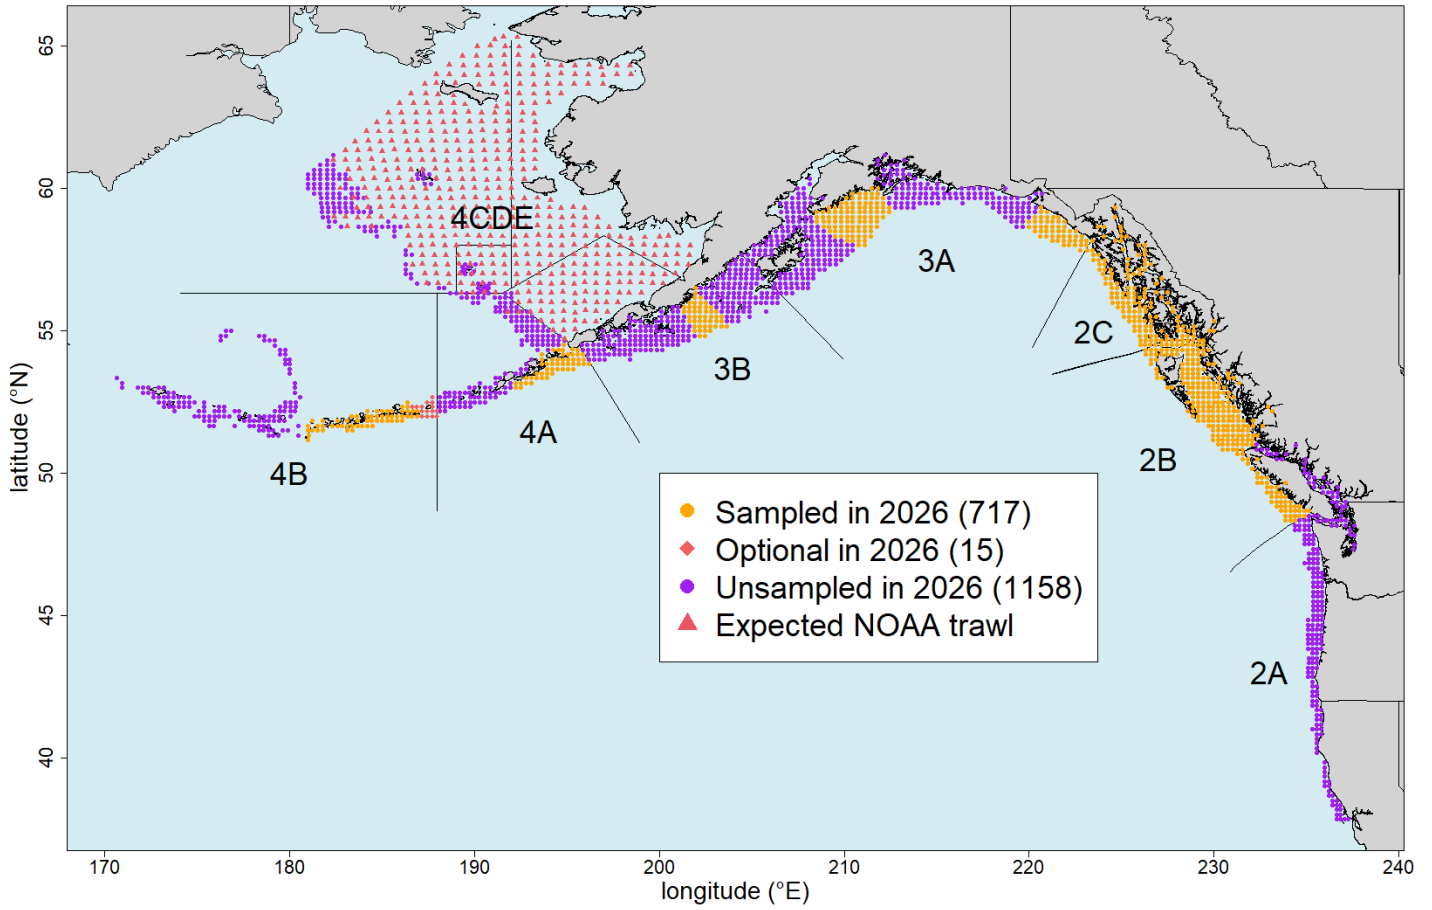 65
60
55
50
45
40
latitude (°N)
4CDE
3A
2C
3B
4A
4B
2B
2A
Sampled in 2026 (717)
Optional in 2026 (15)
Unsampled in 2026 (1158)
Expected NOAA trawl
170
180
190
200
210
220
230
240
longitude (°E)